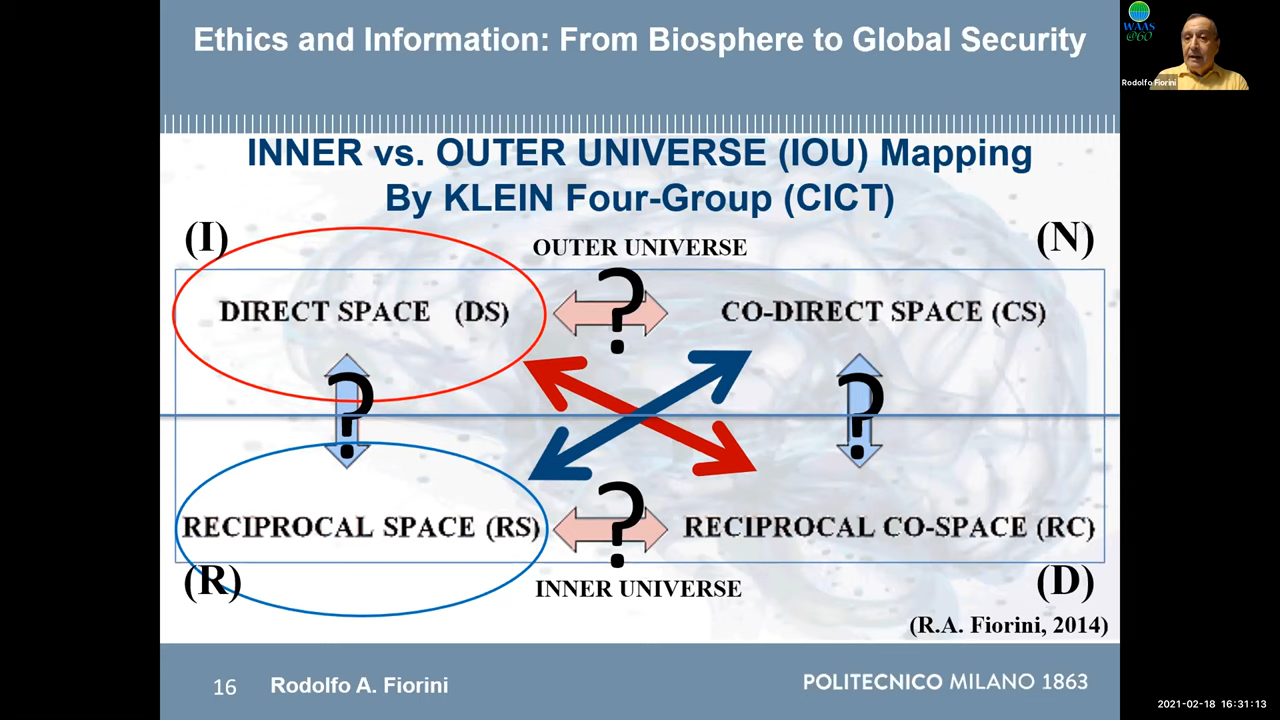 Ethics and Information: From Biosphere to Global Security
WAAS
@60
Rodolfo Fiorini
INNER vs. OUTER UNIVERSE (IOU) Mapping
By KLEIN Four-Group (CICT)
(I)
OUTER UNIVERSE
(N)
DIRECT SPACE (DS)
?
CO-DIRECT SPACE (CS)
?
?
RECIPROCAL SPACE (RS)
?
RECIPROCAL CO-SPACE (RC)
(R)
INNER UNIVERSE
(D)
(R.A. Fiorini, 2014)
16
Rodolfo A. Fiorini
POLITECNICO MILANO 1863
2021-02-18 16:31:13